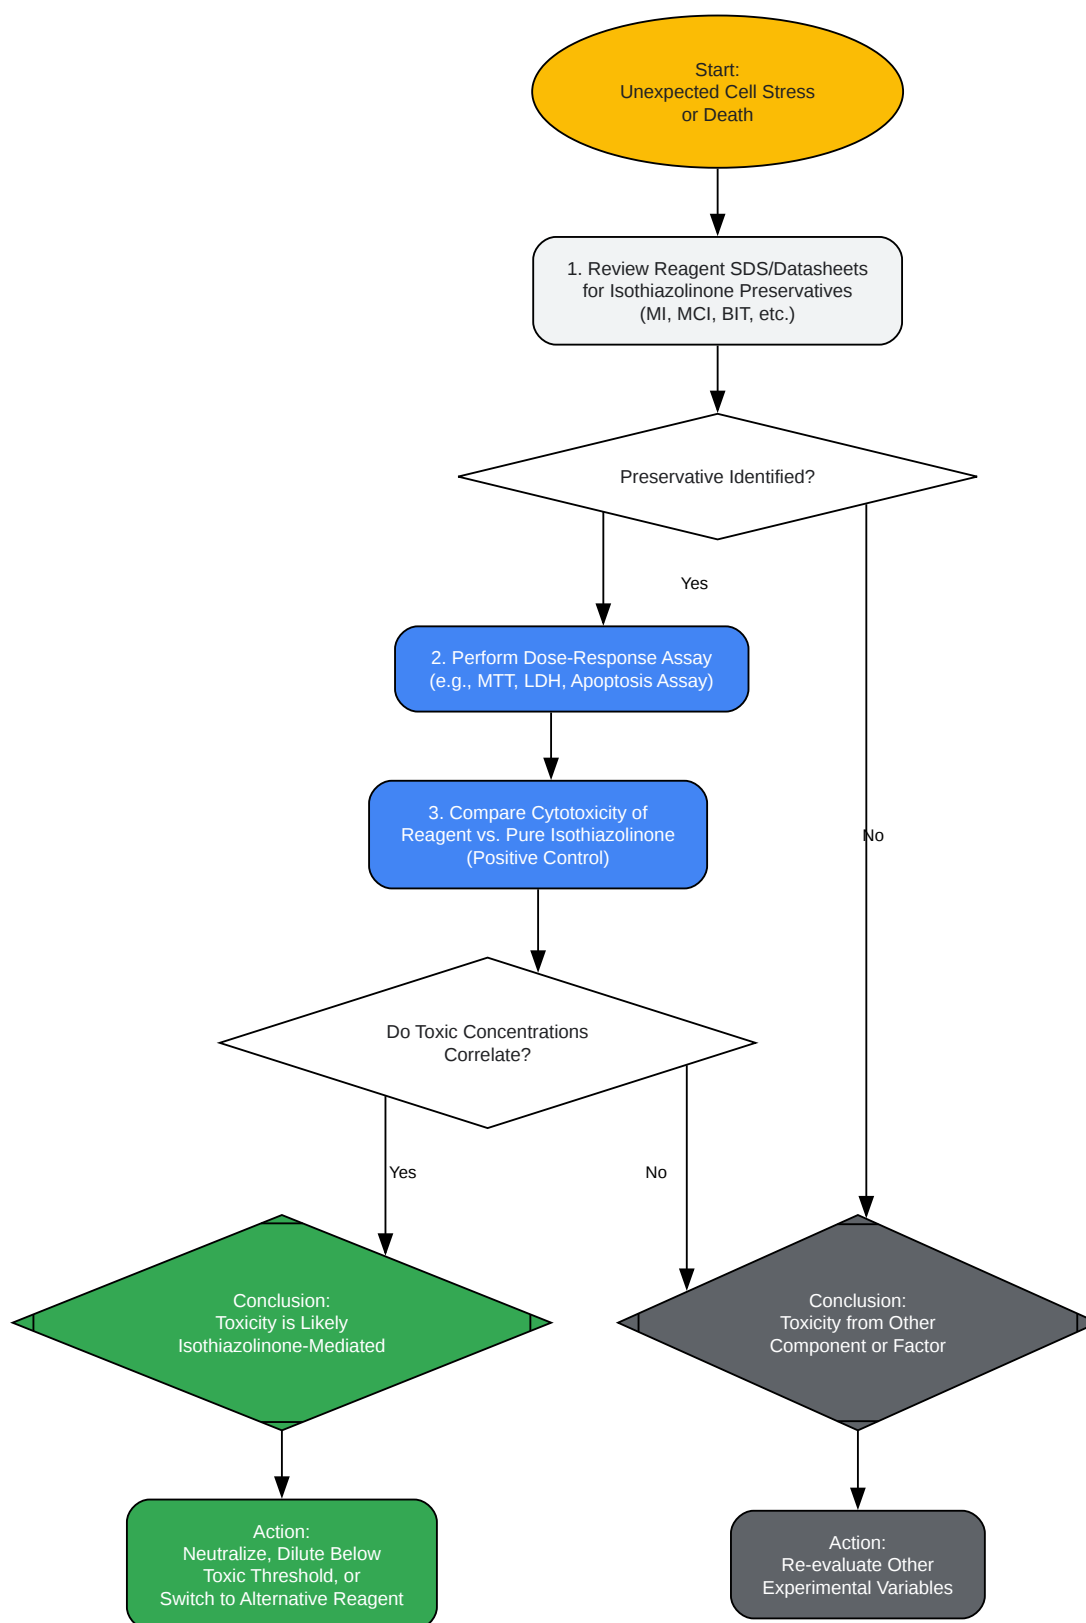 Start:
Unexpected Cell Stress
or Death
1. Review Reagent SDS/Datasheets
for Isothiazolinone Preservatives
(MI, MCI, BIT, etc.)
Preservative Identified?
Yes
2. Perform Dose-Response Assay
(e.g., MTT, LDH, Apoptosis Assay)
3. Compare Cytotoxicity of
Reagent vs. Pure Isothiazolinone
(Positive Control)
No
Do Toxic Concentrations
Correlate?
Yes
No
Conclusion:
Toxicity is Likely
Isothiazolinone-Mediated
Conclusion:
Toxicity from Other
Component or Factor
Action:
Neutralize, Dilute Below
Toxic Threshold, or
Switch to Alternative Reagent
Action:
Re-evaluate Other
Experimental Variables